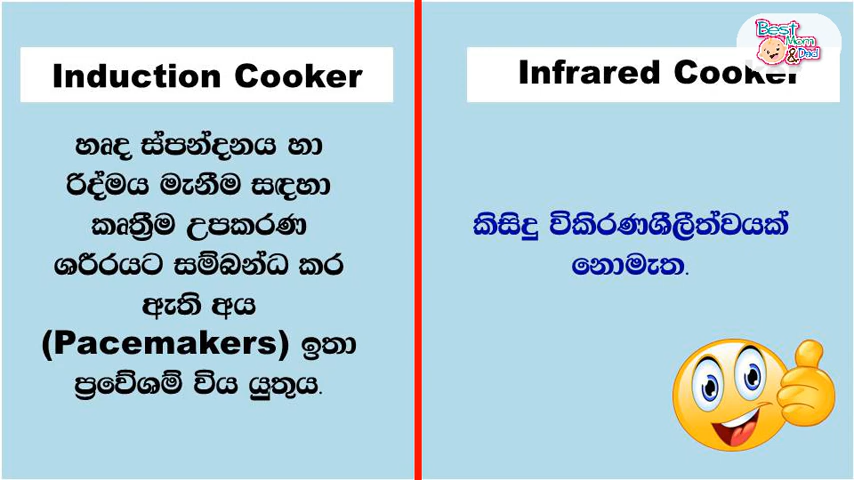 Best
Mom
& Dad
Induction Cooker
හෘද ස්පන්දනය හා
රිද්මය මැනීම සඳහා
කෘත්‍රීම උපකරණ
ශරීරයට සම්බන්ධ කර
ඇති අය
(Pacemakers) ඉතා
ප්‍රවේශම් විය යුතුය.
Infrared Cooker
කිසිදු විකිරණශීලීත්වයක්
නොමැත.